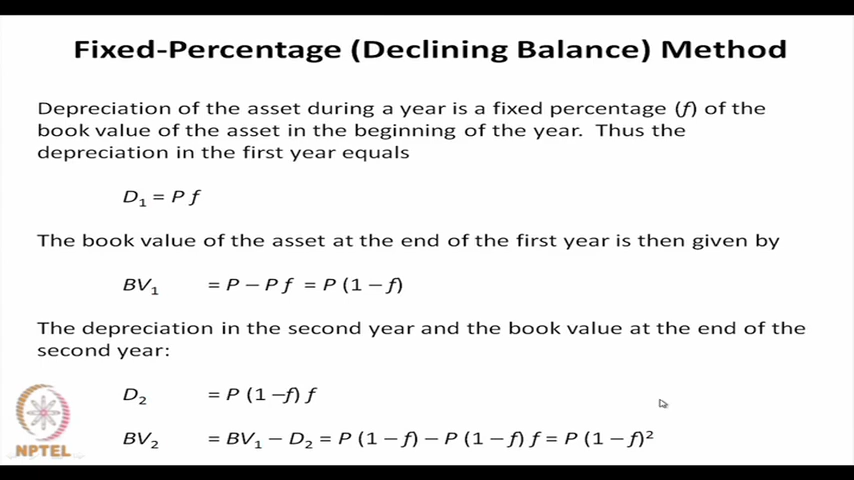 Fixed-Percentage (Declining Balance) Method
Depreciation of the asset during a year is a fixed percentage (f) of the
book value of the asset in the beginning of the year. Thus the
depreciation in the first year equals
D₁ = P f
The book value of the asset at the end of the first year is then given by
BV₁ = P – P f = P (1 – f)
The depreciation in the second year and the book value at the end of the
second year:
D₂ = P (1 –f) f
BV₂ = BV₁ – D₂ = P (1 – f) – P (1 – f) f = P (1 – f)²
NPTEL